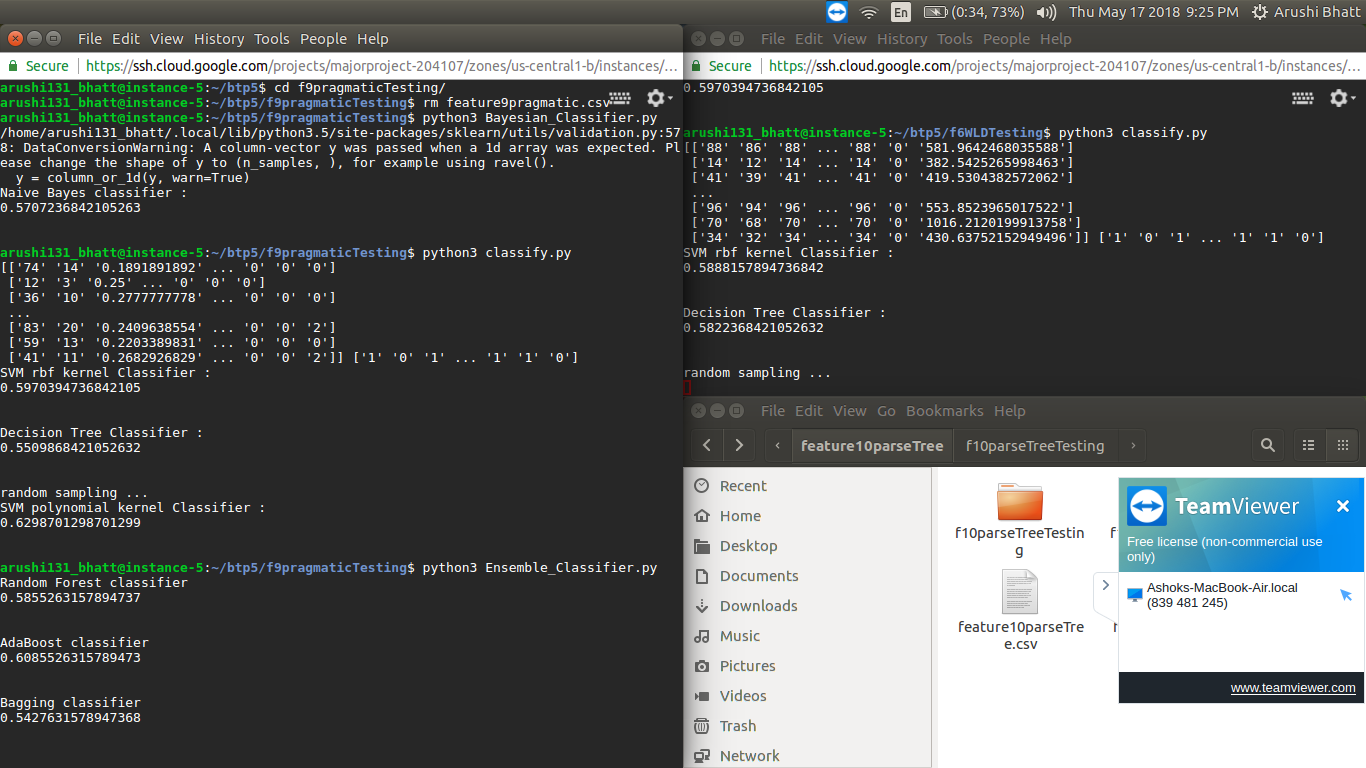 En (0:34, 73%) Thu May 17 2018 9:25 PM Arushi Bhatt
File Edit View History Tools People Help
Secure https://ssh.cloud.google.com/projects/majorproject-204107/zones/us-central1-b/instances/...
arushi131_bhatt@instance-5:~/btp5$ cd f9pragmaticTesting/
arushi131_bhatt@instance-5:~/btp5/f9pragmaticTesting$ rm feature9pragmatic.csv
arushi131_bhatt@instance-5:~/btp5/f9pragmaticTesting$ python3 Bayesian_Classifier.py
/home/arushi131_bhatt/.local/lib/python3.5/site-packages/sklearn/utils/validation.py:57
8: DataConversionWarning: A column-vector y was passed when a 1d array was expected. Pl
ease change the shape of y to (n_samples, ), for example using ravel().
y = column_or_1d(y, warn=True)
Naive Bayes classifier :
0.5707236842105263
arushi131_bhatt@instance-5:~/btp5/f9pragmaticTesting$ python3 classify.py
[['74' '14' '0.1891891892' ... '0' '0' '0']
['12' '3' '0.25' ... '0' '0' '0']
['36' '10' '0.2777777778' ... '0' '0' '0']
...
['83' '20' '0.2409638554' ... '0' '0' '2']
['59' '13' '0.2203389831' ... '0' '0' '0']
['41' '11' '0.2682926829' ... '0' '0' '2']] ['1' '0' '1' ... '1' '1' '0']
SVM rbf kernel Classifier :
0.5970394736842105
Decision Tree Classifier :
0.5509868421052632
random sampling ...
SVM polynomial kernel Classifier :
0.6298701298701299
arushi131_bhatt@instance-5:~/btp5/f9pragmaticTesting$ python3 Ensemble_Classifier.py
Random Forest classifier
0.5855263157894737
AdaBoost classifier
0.6085526315789473
Bagging classifier
0.5427631578947368
File Edit View History Tools People Help
Secure https://ssh.cloud.google.com/projects/majorproject-204107/zones/us-central1-b/instances/...
0.5970394736842105
arushi131_bhatt@instance-5:~/btp5/f6WLDTesting$ python3 classify.py
[['88' '86' '88' ... '88' '0' '581.9642468035588']
['14' '12' '14' ... '14' '0' '382.5425265998463']
['41' '39' '41' ... '41' '0' '419.5304382572062']
...
['96' '94' '96' ... '96' '0' '553.8523965017522']
['70' '68' '70' ... '70' '0' '1016.2120199913758']
['34' '32' '34' ... '34' '0' '430.63752152949496']] ['1' '0' '1' ... '1' '1' '0']
SVM rbf kernel Classifier :
0.5888157894736842
Decision Tree Classifier :
0.5822368421052632
random sampling ...
File Edit View Go Bookmarks Help
feature10parseTree f10parseTreeTesting
Recent
Home
Desktop
Documents
Downloads
Music
Pictures
Videos
Trash
Network
f10parseTreeTestin
g
feature10parseTre
e.csv
TeamViewer
Free license (non-commercial use
only)
Ashoks-MacBook-Air.local
(839 481 245)
www.teamviewer.com